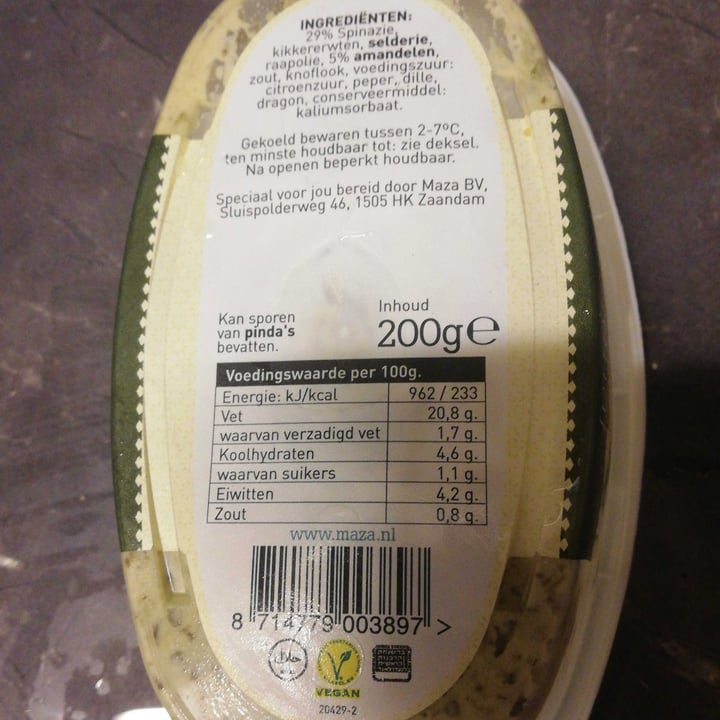 INGREDIËNTEN:
29% Spinazie,
kikkererwten, selderie,
raapolie, 5% amandelen,
zout, knoflook, voedingszuur:
citroenzuur, peper, dille,
dragon, conserveermiddel:
kaliumsorbaat.
Gekoeld bewaren tussen 2-7°C,
ten minste houdbaar tot: zie deksel.
Na openen beperkt houdbaar.
Speciaal voor jou bereid door Maza BV,
Sluispolderweg 46, 1505 HK Zaandam
Kan sporen
van pinda's
bevatten.
Inhoud
200g℮
Voedingswaarde per 100g.
Energie: kJ/kcal 962 / 233
Vet 20,8 g.
waarvan verzadigd vet 1,7 g.
Koolhydraten 4,6 g.
waarvan suikers 1,1 g.
Eiwitten 4,2 g.
Zout 0,8 g.
www.maza.nl
8 714779 003897 >
حلال
V
VEGAN
20429-2